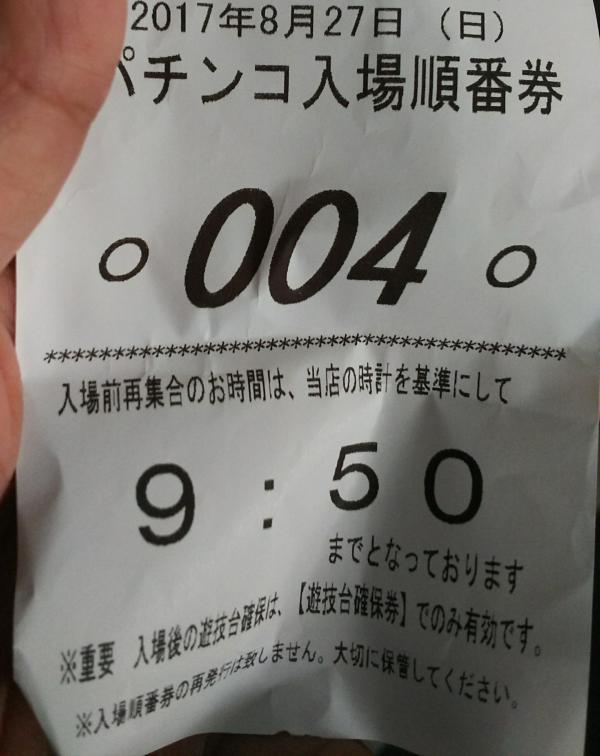 2017年8月27日 （日）
パチンコ入場順番券
○ 004 ○
****************************************
入場前再集合のお時間は、当店の時計を基準にして
9：50
までとなっております
※重要 入場後の遊技台確保は、【遊技台確保券】でのみ有効です。
※入場順番券の再発行は致しません。大切に保管してください。